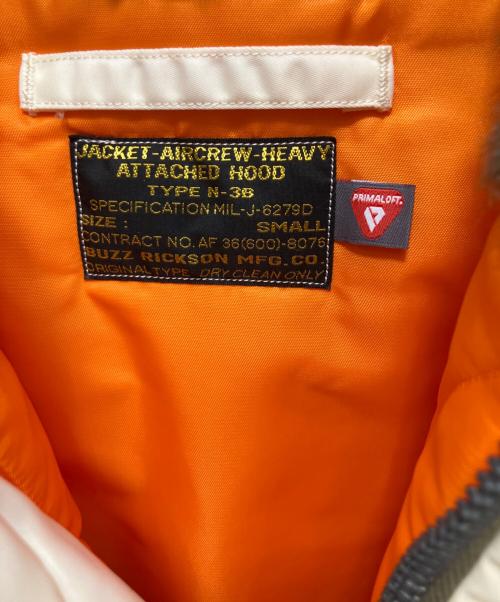 JACKET-AIRCREW-HEAVY
ATTACHED HOOD
TYPE N-3B
SPECIFICATION MIL-J-6279D
SIZE : SMALL
CONTRACT NO. AF 36(600)-8076
BUZZ RICKSON MFG. CO.
ORIGINAL TYPE, DRY CLEAN ONLY
PRIMALOFT.